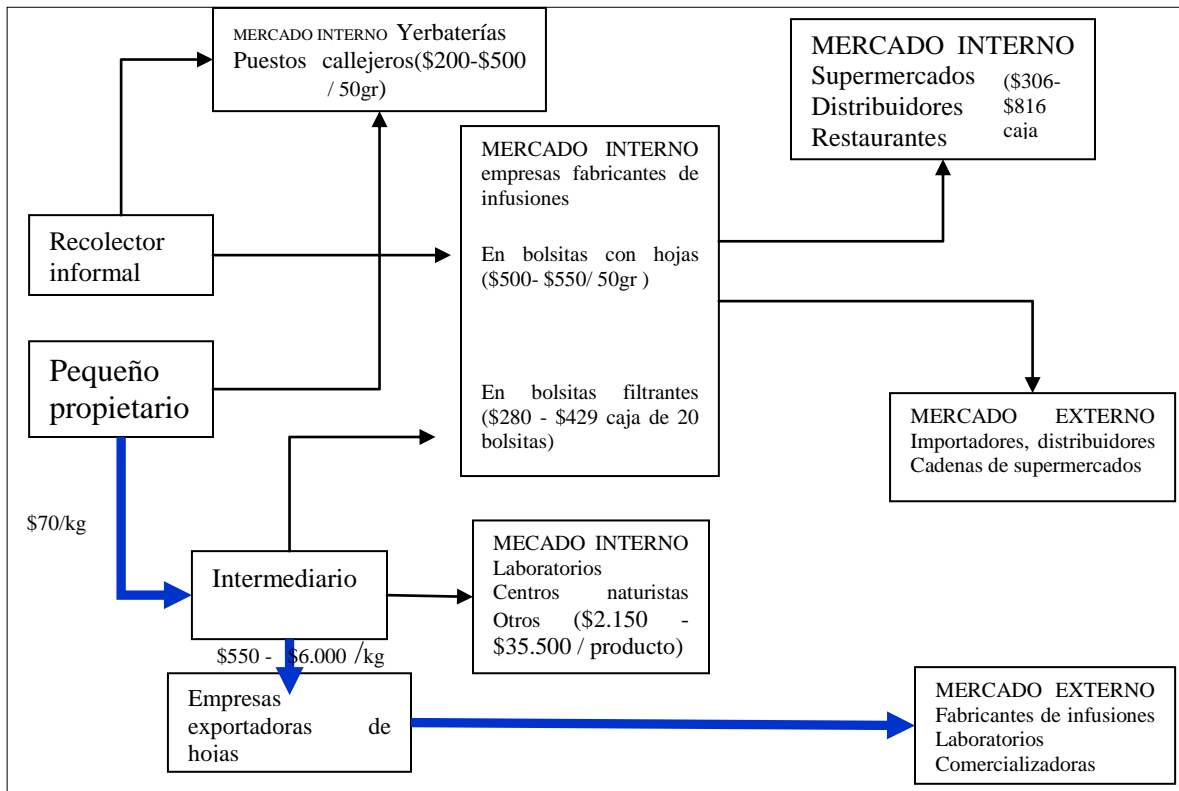 MERCADO INTERNO Yerbaterías
Puestos callejeros($200-$500
/ 50gr)
MERCADO INTERNO
Supermercados ($306-
Distribuidores $816
Restaurantes caja
MERCADO INTERNO
empresas fabricantes de
infusiones
En bolsitas con hojas
($500- $550/ 50gr )
En bolsitas filtrantes
($280 - $429 caja de 20
bolsitas)
Recolector
informal
Pequeño
propietario
MERCADO EXTERNO
Importadores, distribuidores
Cadenas de supermercados
$70/kg
Intermediario
MECADO INTERNO
Laboratorios
Centros naturistas
Otros ($2.150 -
$35.500 / producto)
$550 - $6.000 /kg
Empresas
exportadoras de
hojas
MERCADO EXTERNO
Fabricantes de infusiones
Laboratorios
Comercializadoras